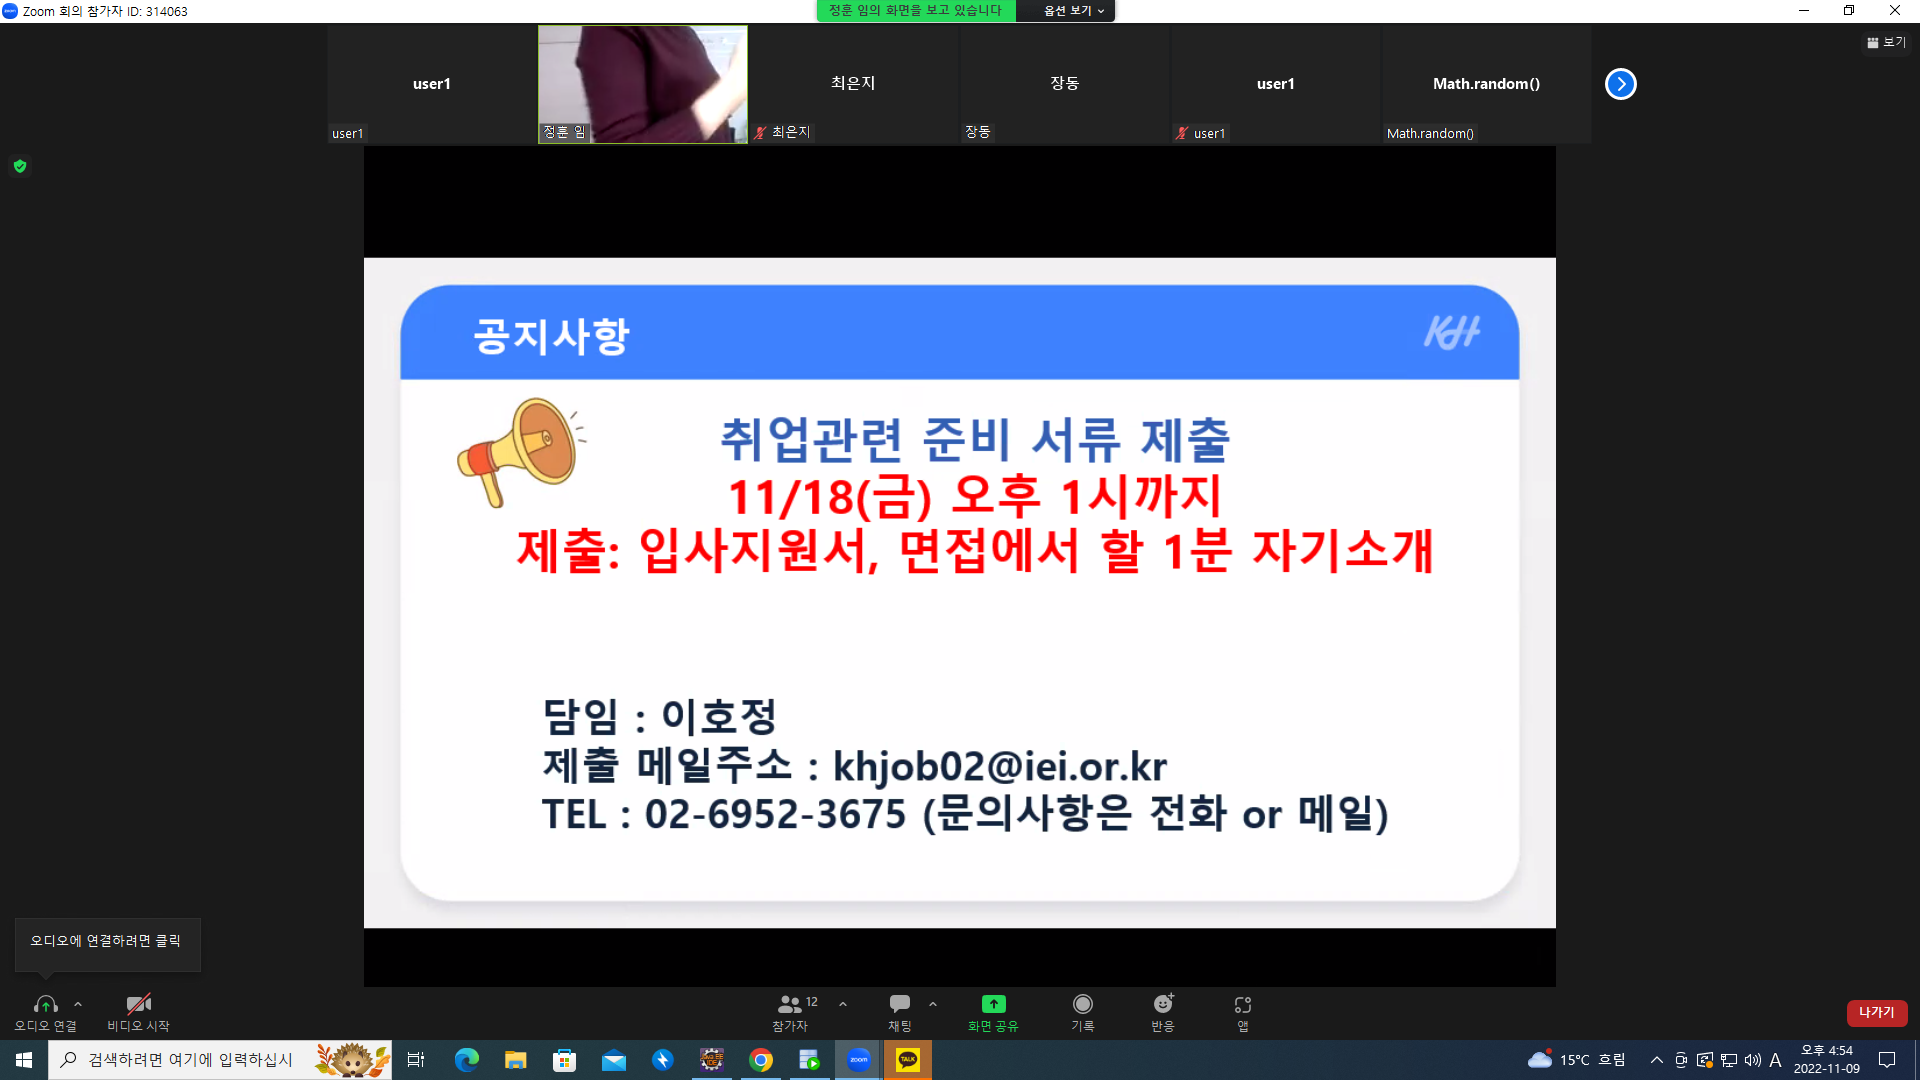 Zoom 회의 참가자 ID: 314063
정훈 임의 화면을 보고 있습니다
옵션 보기
보기
user1
최은지
장동
user1
Math.random()
user1
정훈 임
최은지
장동
user1
Math.random()
공지사항
KH
취업관련 준비 서류 제출
11/18(금) 오후 1시까지
제출: 입사지원서, 면접에서 할 1분 자기소개
담임 : 이호정
제출 메일주소 : khjob02@iei.or.kr
TEL : 02-6952-3675 (문의사항은 전화 or 메일)
오디오에 연결하려면 클릭
오디오 연결
비디오 시작
12
참가자
채팅
화면 공유
기록
반응
앱
나가기
검색하려면 여기에 입력하십시
zoom
TALK
15°C 흐림
A
오후 4:54
2022-11-09